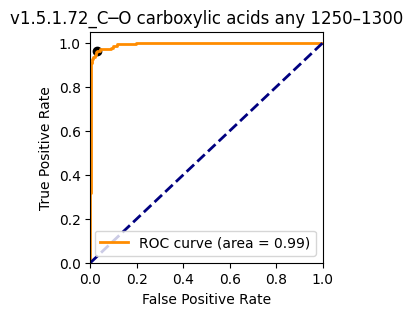 v1.5.1.72_C─O carboxylic acids any 1250–1300
True Positive Rate
1.0
0.8
0.6
0.4
0.2
0.0
ROC curve (area = 0.99)
0.0 0.2 0.4 0.6 0.8 1.0
False Positive Rate